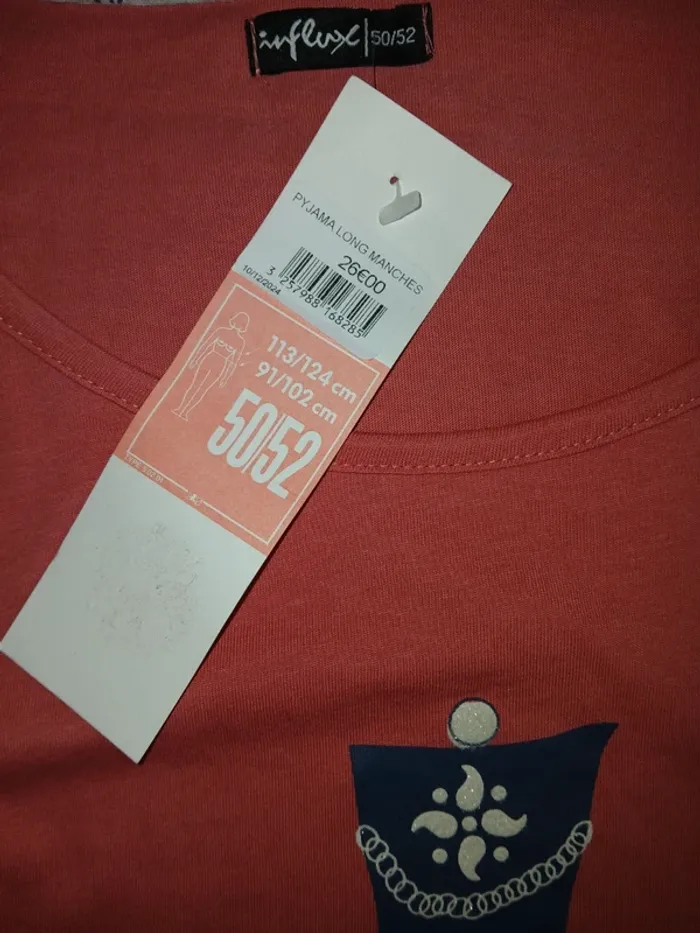 influx 50/52
PYJAMA LONG MANCHES
26€00
10/12/2024
3 257988 168285
113/124 cm
91/102 cm
50/52